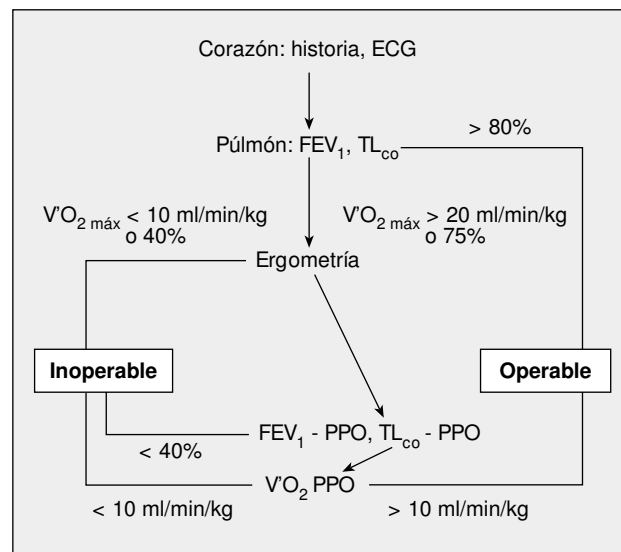 Corazón: historia, ECG
> 80%
Púlmón: FEV1, TLco
V'O2 máx < 10 ml/min/kg
o 40%
V'O2 máx > 20 ml/min/kg
o 75%
Ergometría
Inoperable
Operable
FEV1 - PPO, TLco - PPO
< 40%
V'O2 PPO
< 10 ml/min/kg
> 10 ml/min/kg